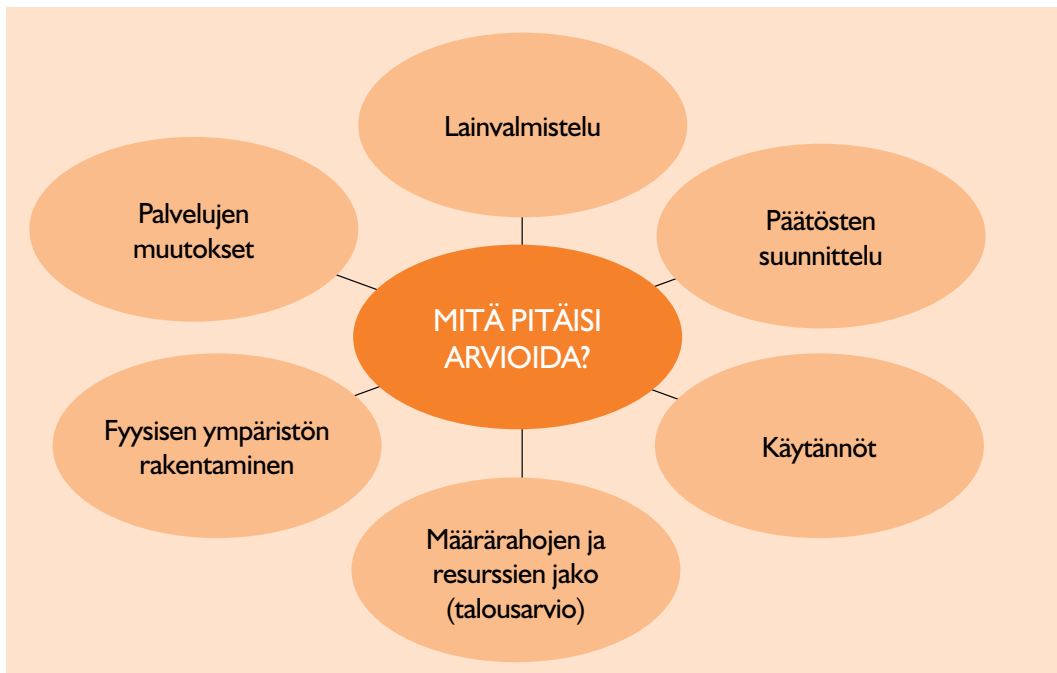 Lainvalmistelu
Palvelujen
muutokset
Päätösten
suunnittelu
MITÄ PITÄISI
ARVIOIDA?
Fyysisen ympäristön
rakentaminen
Käytännöt
Määrärahojen ja
resurssien jako
(talousarvio)